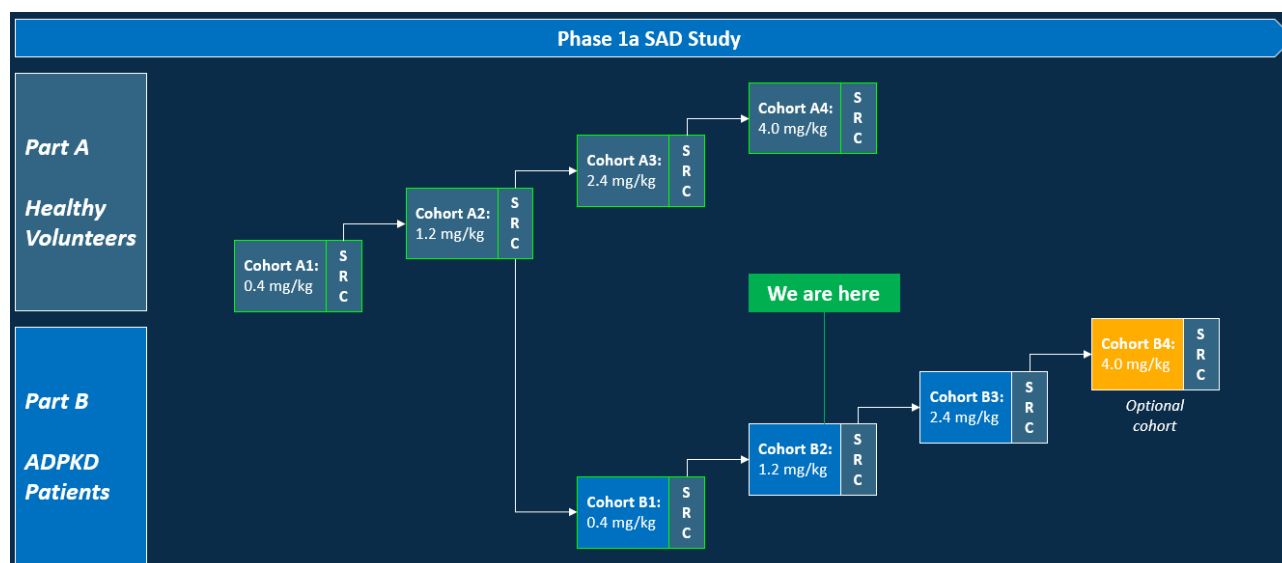 Phase 1a SAD Study
Part A
Healthy
Volunteers
Cohort A1:
0.4 mg/kg
S
R
C
Cohort A2:
1.2 mg/kg
S
R
C
Cohort A3:
2.4 mg/kg
S
R
C
Cohort A4:
4.0 mg/kg
S
R
C
We are here
Part B
ADPKD
Patients
Cohort B1:
0.4 mg/kg
S
R
C
Cohort B2:
1.2 mg/kg
S
R
C
Cohort B3:
2.4 mg/kg
S
R
C
Cohort B4:
4.0 mg/kg
S
R
C
Optional
cohort